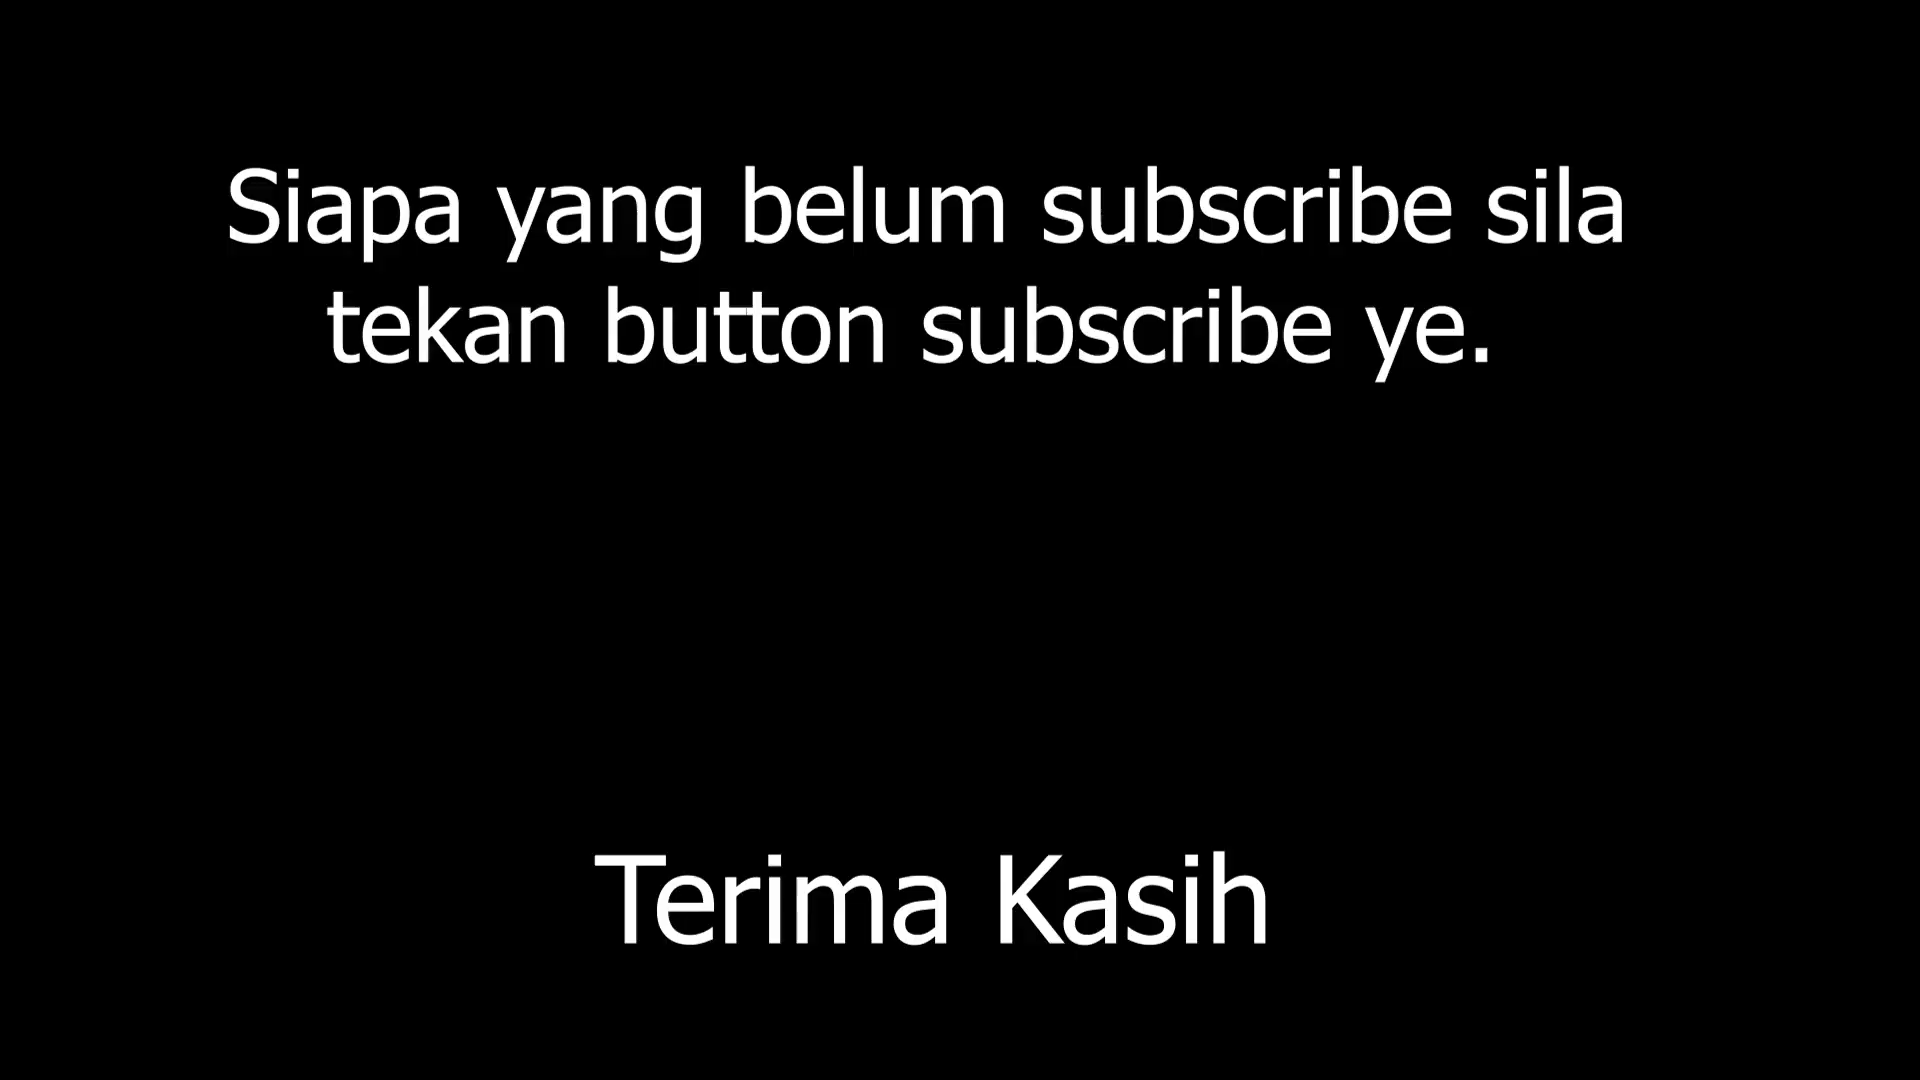 Siapa yang belum subscribe sila
tekan button subscribe ye.
Terima Kasih